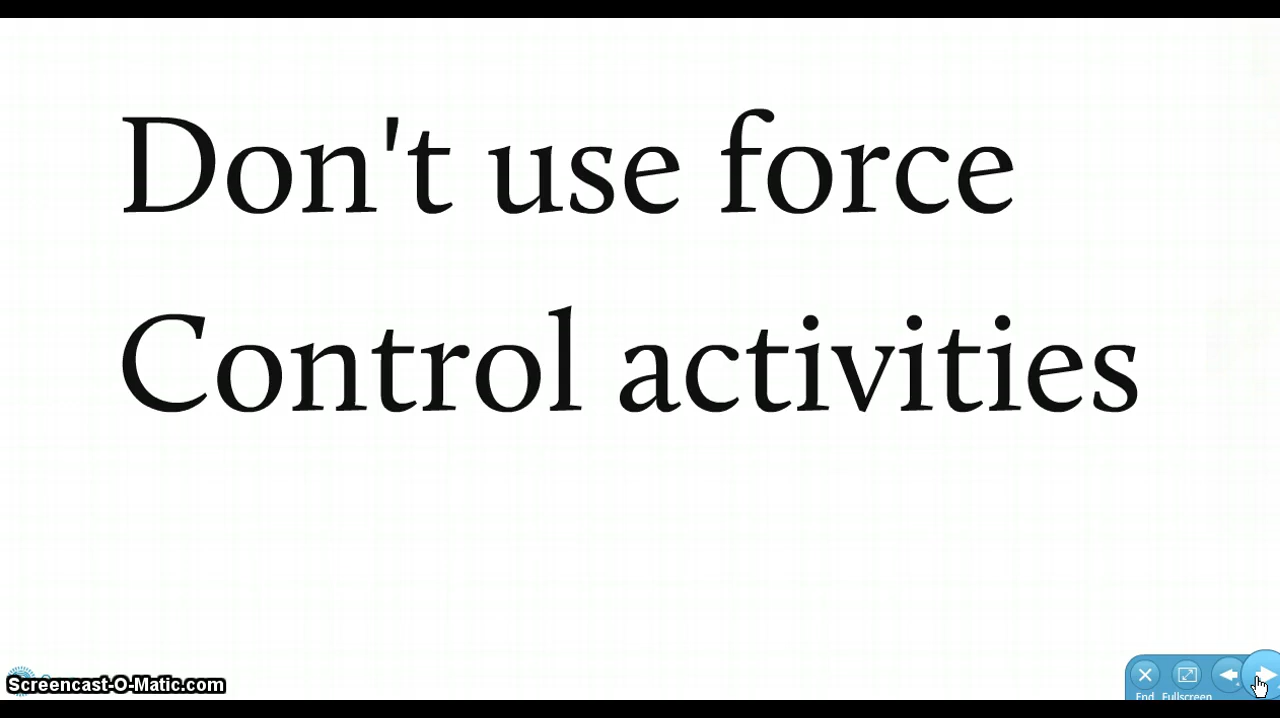 Don't use force
Control activities
Screencast-O-Matic.com
End Fullscreen